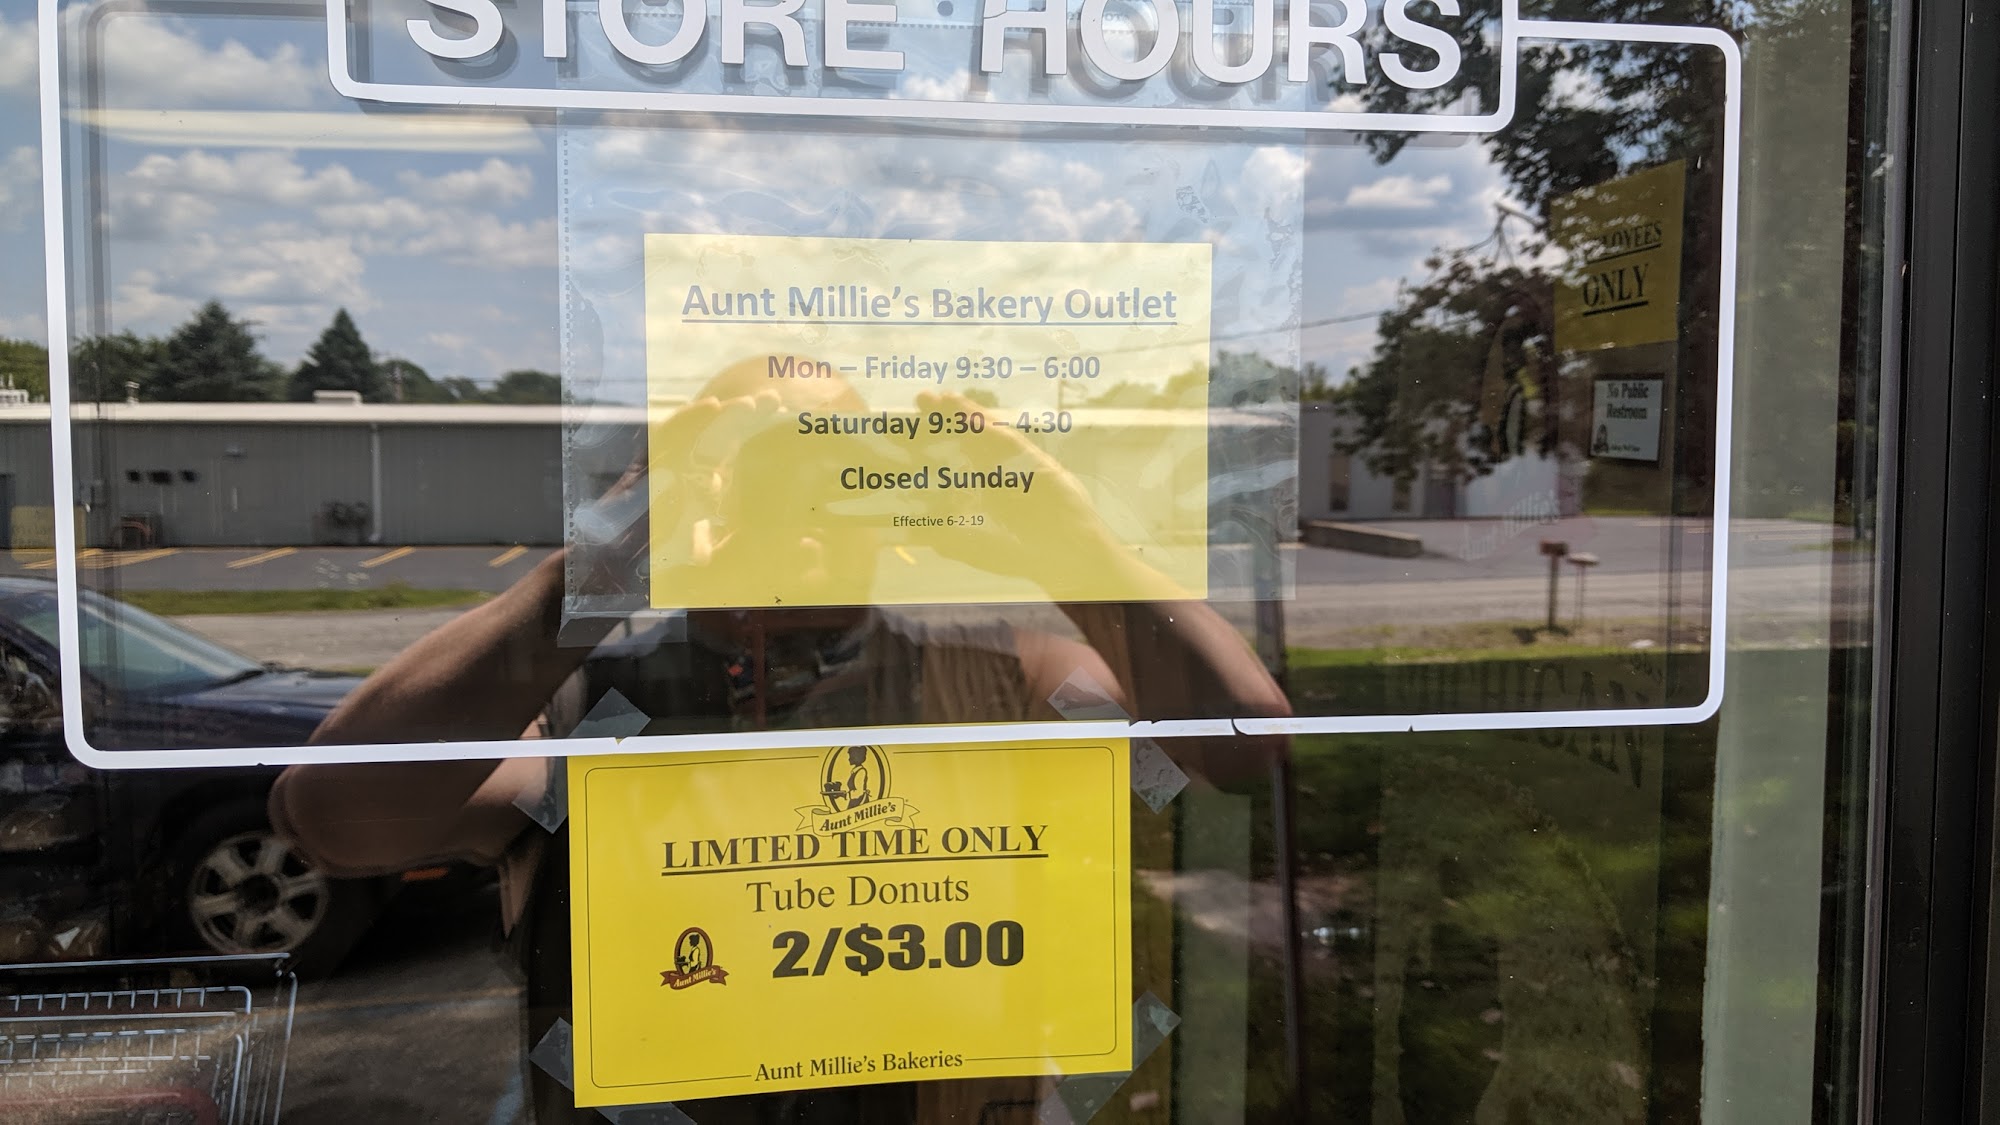 STORE HOURS
Aunt Millie's Bakery Outlet
Mon – Friday 9:30 – 6:00
Saturday 9:30 – 4:30
Closed Sunday
Effective 6-2-19
ONLY
No Public
Restroom
Aunt Millie's
LIMTED TIME ONLY
Tube Donuts
2/$3.00
Aunt Millie's
Aunt Millie's Bakeries